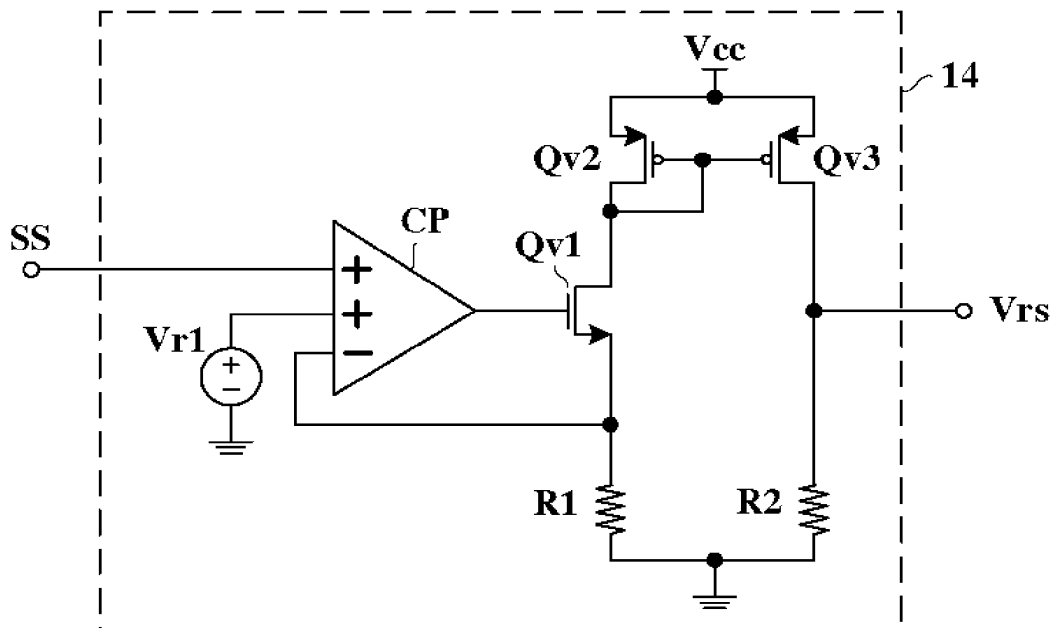 Vcc
14
Qv2
Qv3
CP
SS
Qv1
+
+
−
Vr1
+
−
Vrs
R1
R2